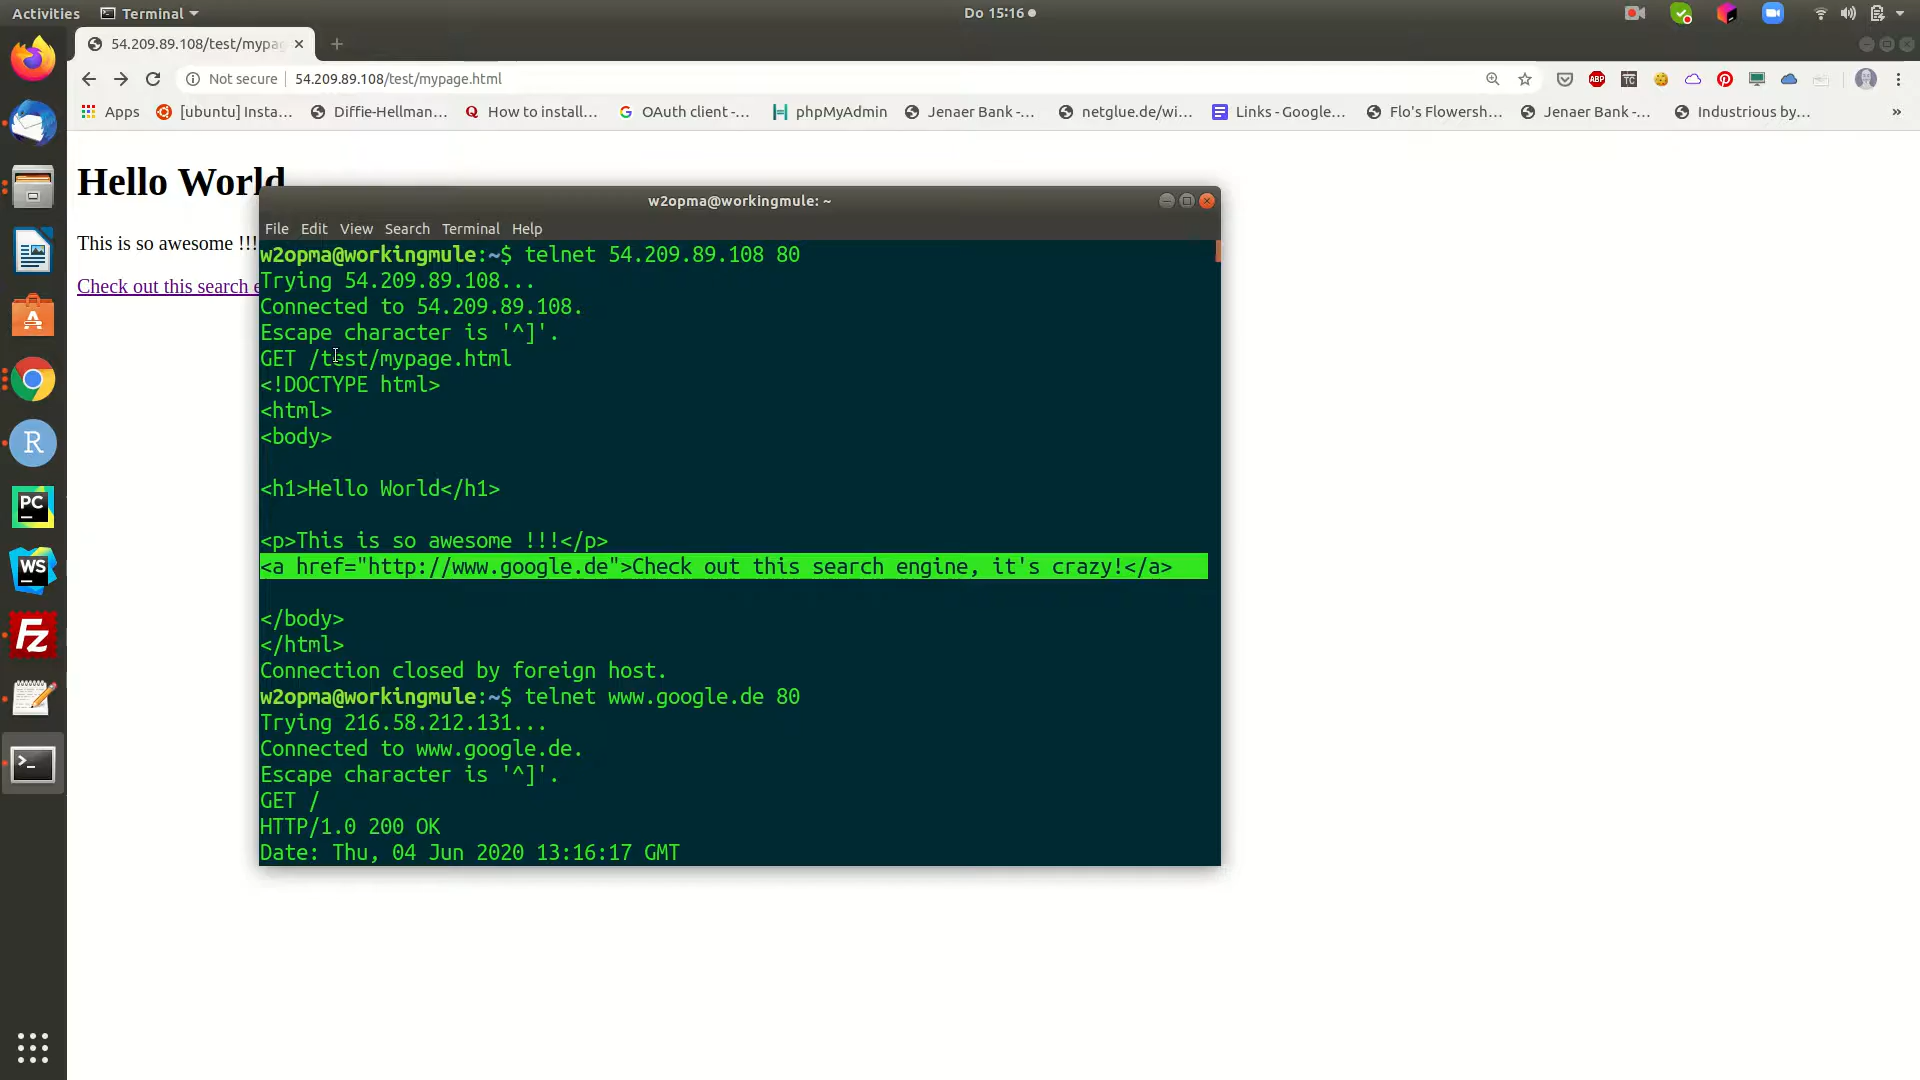 Activities Terminal Do 15:16
54.209.89.108/test/mypa
Not secure 54.209.89.108/test/mypage.html
Apps [ubuntu] Insta... Diffie-Hellman... How to install... OAuth client -... phpMyAdmin Jenaer Bank -... netglue.de/wi... Links - Google... Flo's Flowersh... Jenaer Bank -... Industrious by... »
Hello World
This is so awesome !!!
Check out this search
w2opma@workingmule: ~
File Edit View Search Terminal Help
w2opma@workingmule:~$ telnet 54.209.89.108 80
Trying 54.209.89.108...
Connected to 54.209.89.108.
Escape character is '^]'.
GET /test/mypage.html
<!DOCTYPE html>
<html>
<body>
<h1>Hello World</h1>
<p>This is so awesome !!!</p>
<a href="http://www.google.de">Check out this search engine, it's crazy!</a>
</body>
</html>
Connection closed by foreign host.
w2opma@workingmule:~$ telnet www.google.de 80
Trying 216.58.212.131...
Connected to www.google.de.
Escape character is '^]'.
GET /
HTTP/1.0 200 OK
Date: Thu, 04 Jun 2020 13:16:17 GMT
R
PC
WS
Fz
ABP
TC